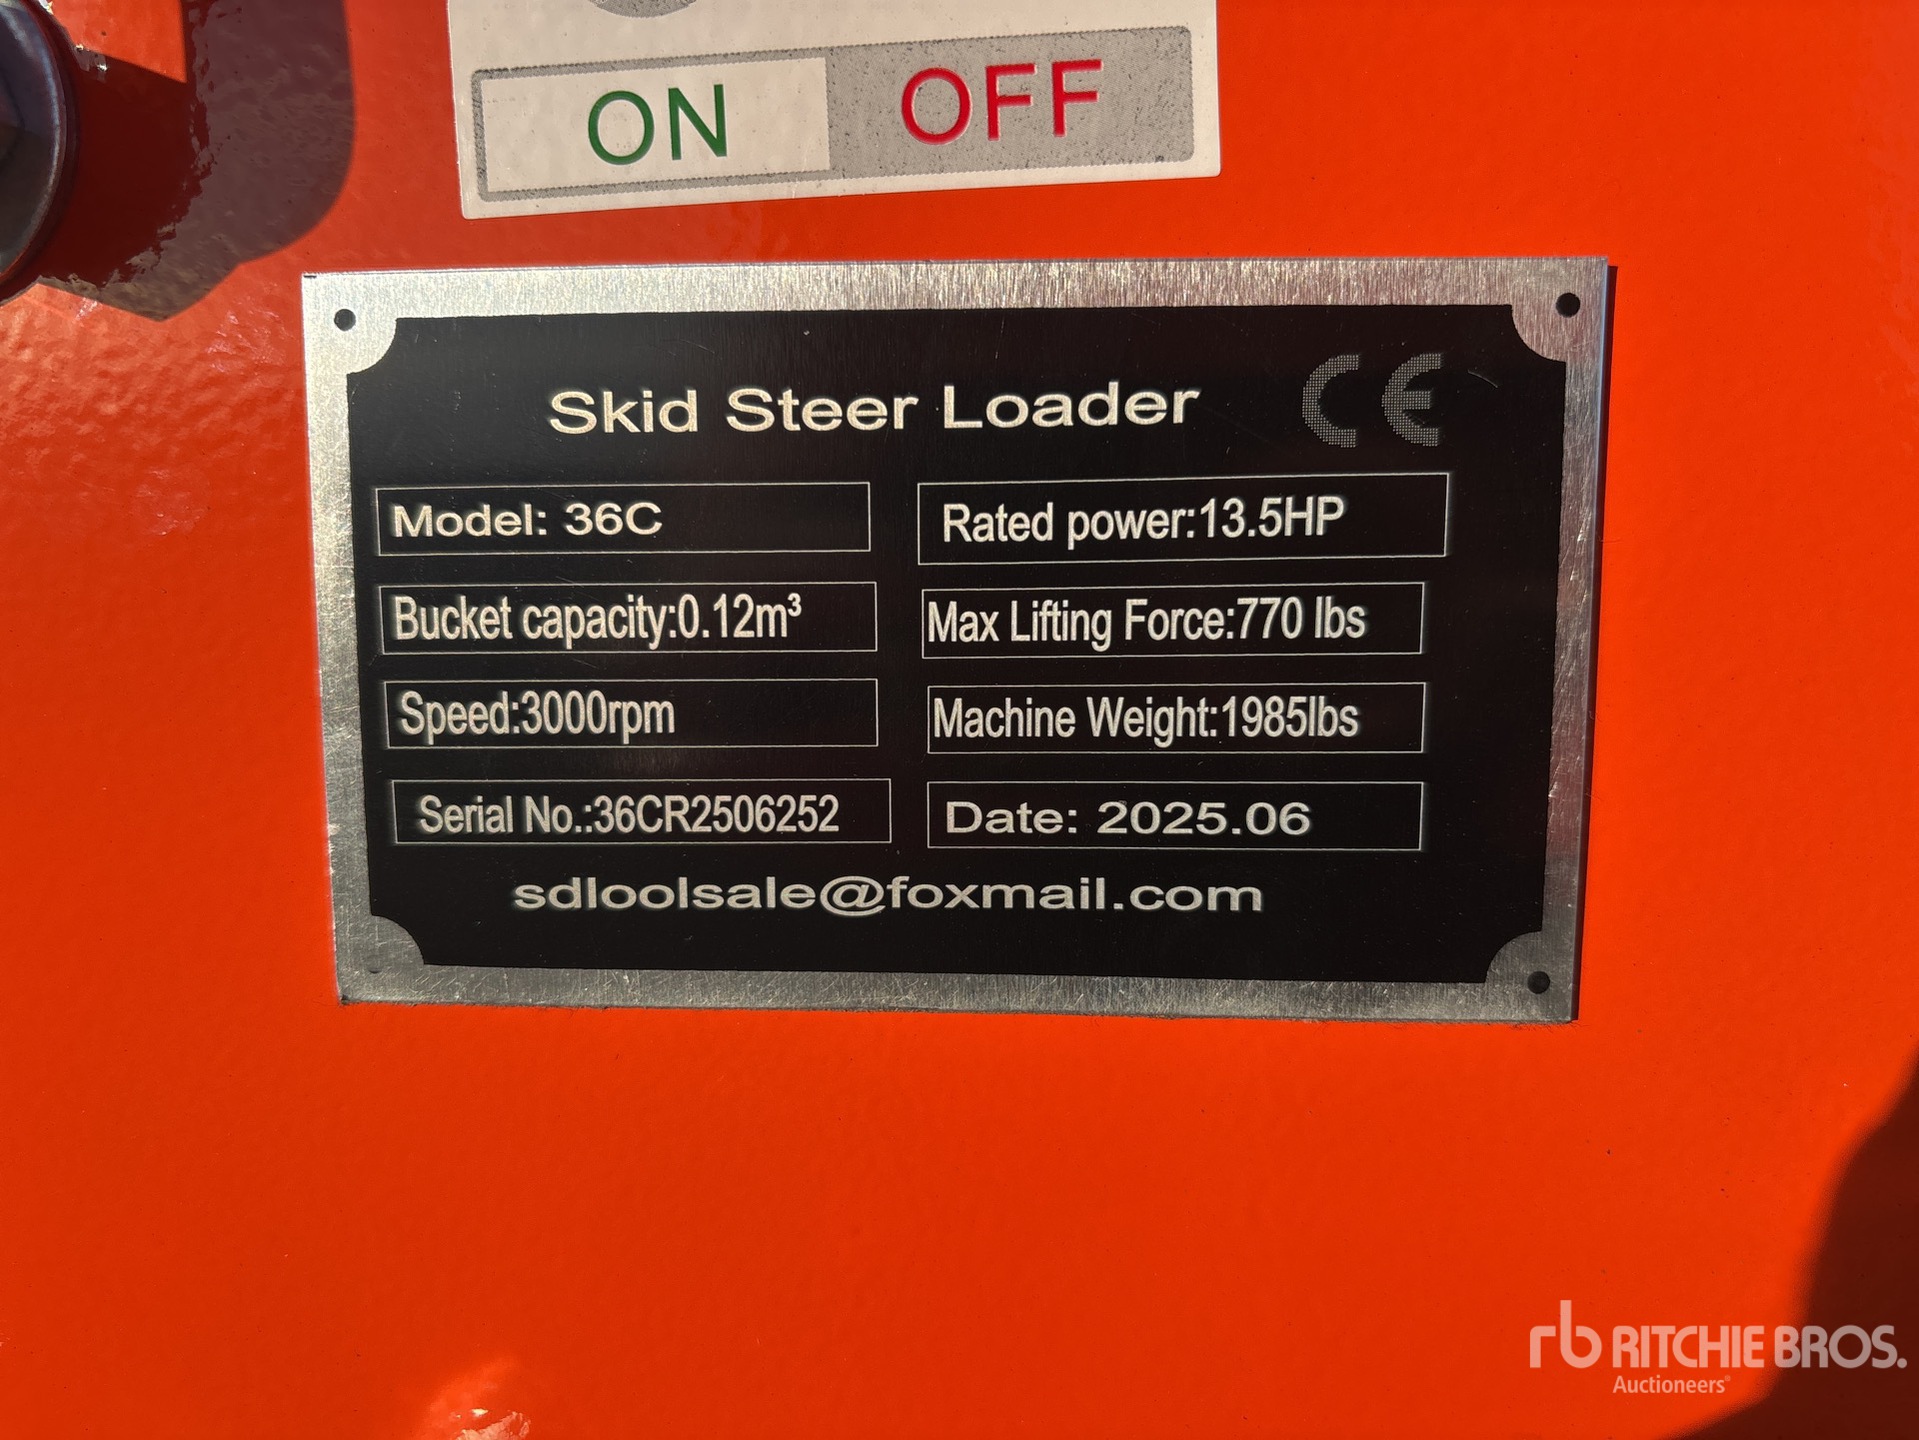 ON OFF
Skid Steer Loader CE
Model: 36C
Rated power:13.5HP
Bucket capacity:0.12m³
Max Lifting Force:770 lbs
Speed:3000rpm
Machine Weight:1985lbs
Serial No.:36CR2506252
Date: 2025.06
sdloolsale@foxmail.com
rb RITCHIE BROS.
Auctioneers®